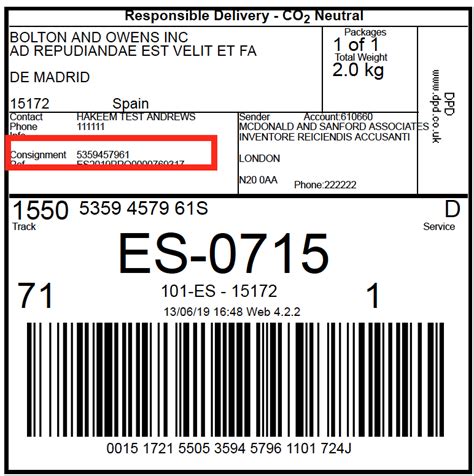 Responsible Delivery - CO2 Neutral
BOLTON AND OWENS INC
AD REPUDIANDAE EST VELIT ET FA
DE MADRID
15172 Spain
Packages
1 of 1
Total Weight
2.0 kg
DPD
www.dpd.co.uk
Contact HAKEEM TEST ANDREWS
Phone 111111
Info
Consignment 5359457961
Ref
Sender Account:610660
MCDONALD AND SANFORD ASSOCIATES
INVENTORE REICIENDIS ACCUSANTI
LONDON
N20 0AA Phone:222222
1550 5359 4579 61S D
Track Service
ES-0715
71 101-ES - 15172 1
13/06/19 16:48 Web 4.2.2
0015 1721 5505 3594 5796 1101 724J